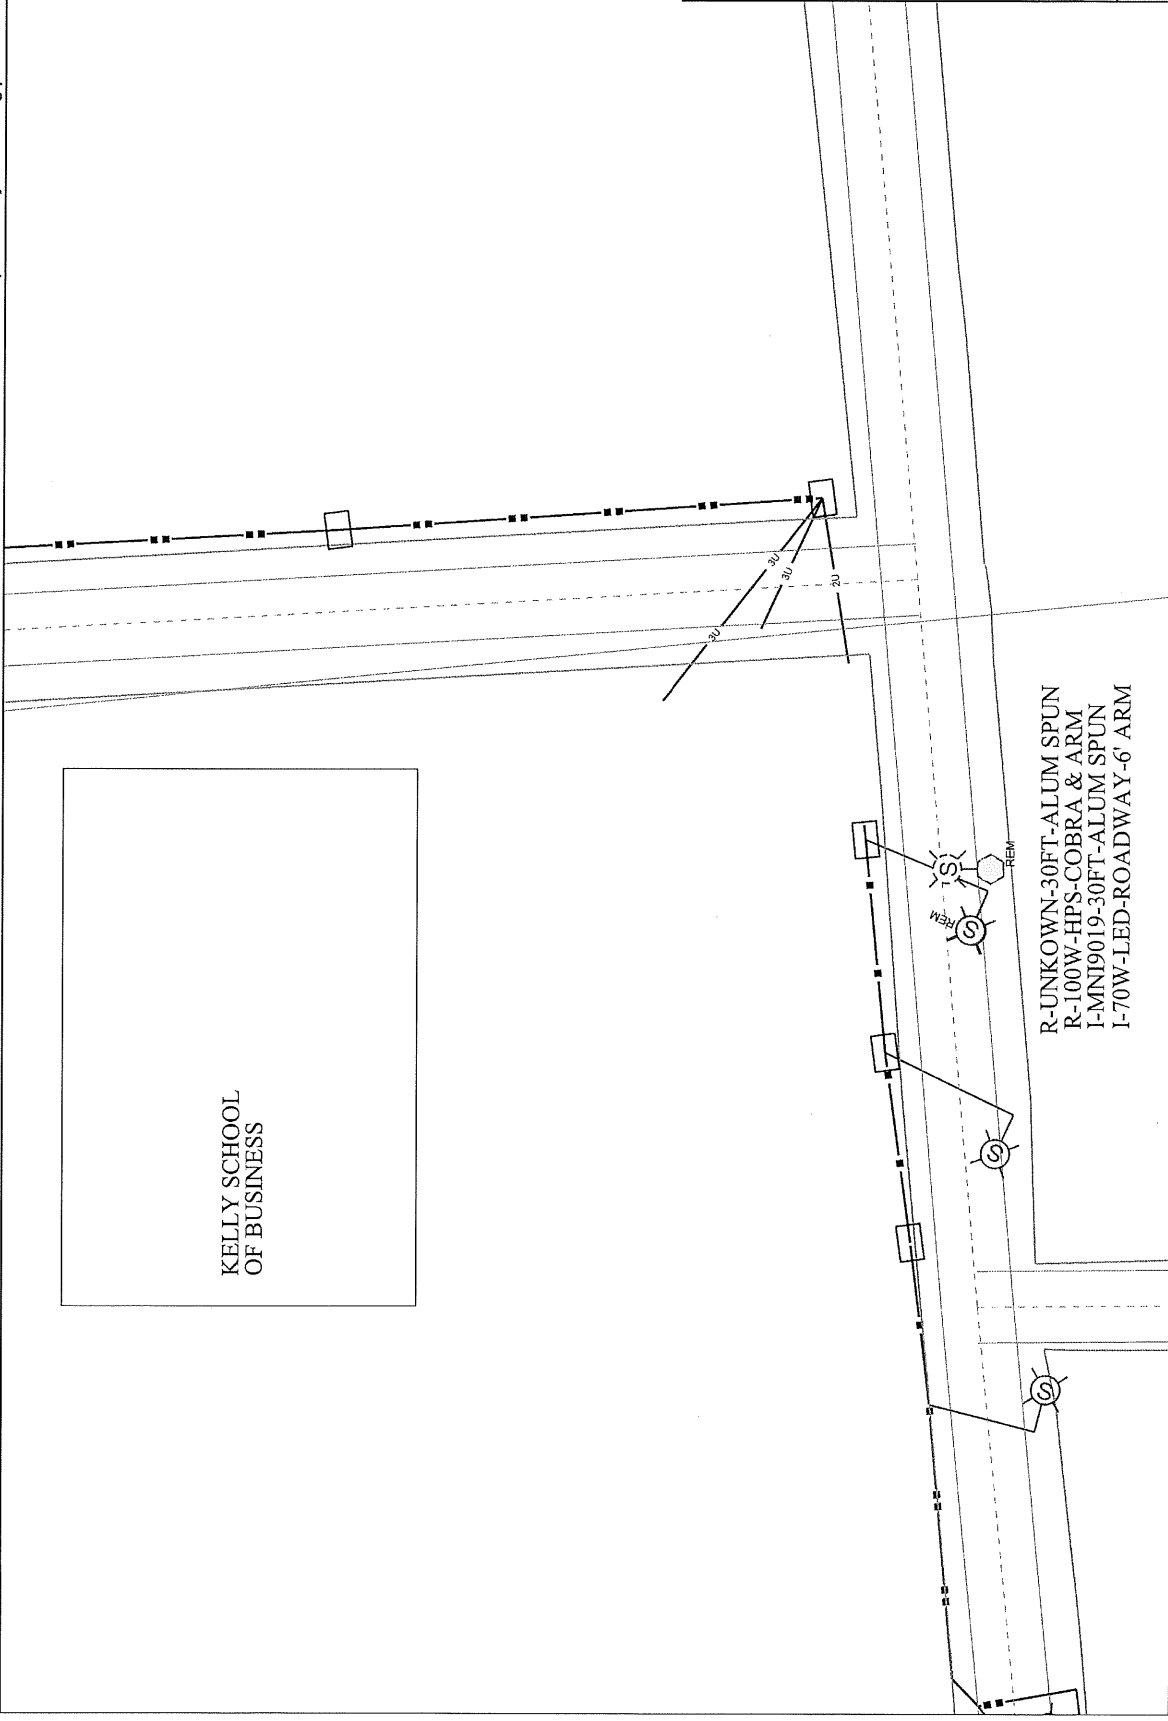 KELLY SCHOOL
OF BUSINESS
3U
3U
3U
2U
S
REM
REM
S
S
S
R-UNKOWN-30FT-ALUM SPUN
R-100W-HPS-COBRA & ARM
I-MNI9019-30FT-ALUM SPUN
I-70W-LED-ROADWAY-6' ARM